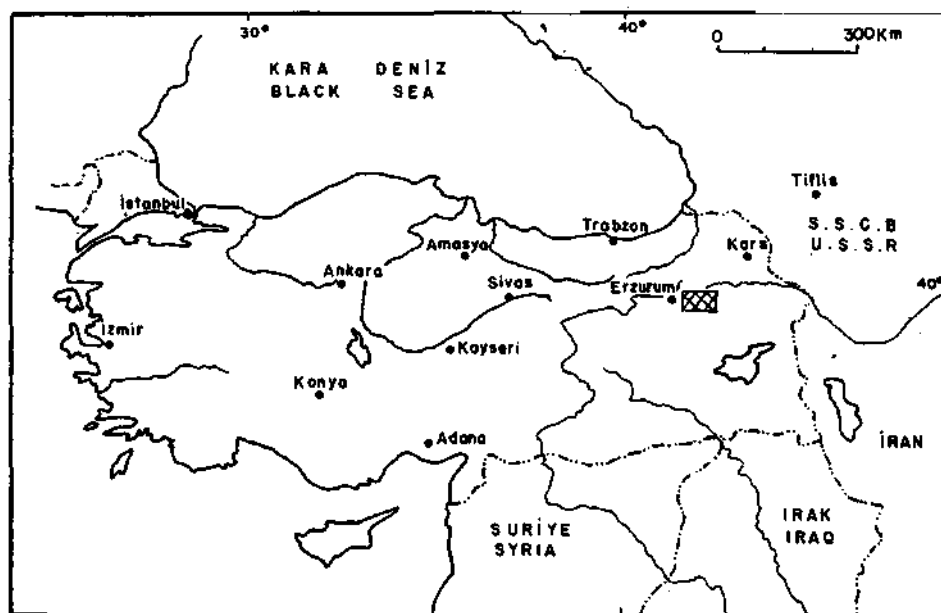 30°
40°
0 300Km
KARA DENİZ
BLACK SEA
Tiflis
İstanbul
S.S.C.B
U.S.S.R
Trabzon
Amasya
Kars
Ankara
Sivas
Erzurum
40°
İzmir
Kayseri
Konya
Adana
İRAN
SURİYE
SYRIA
IRAK
IRAQ